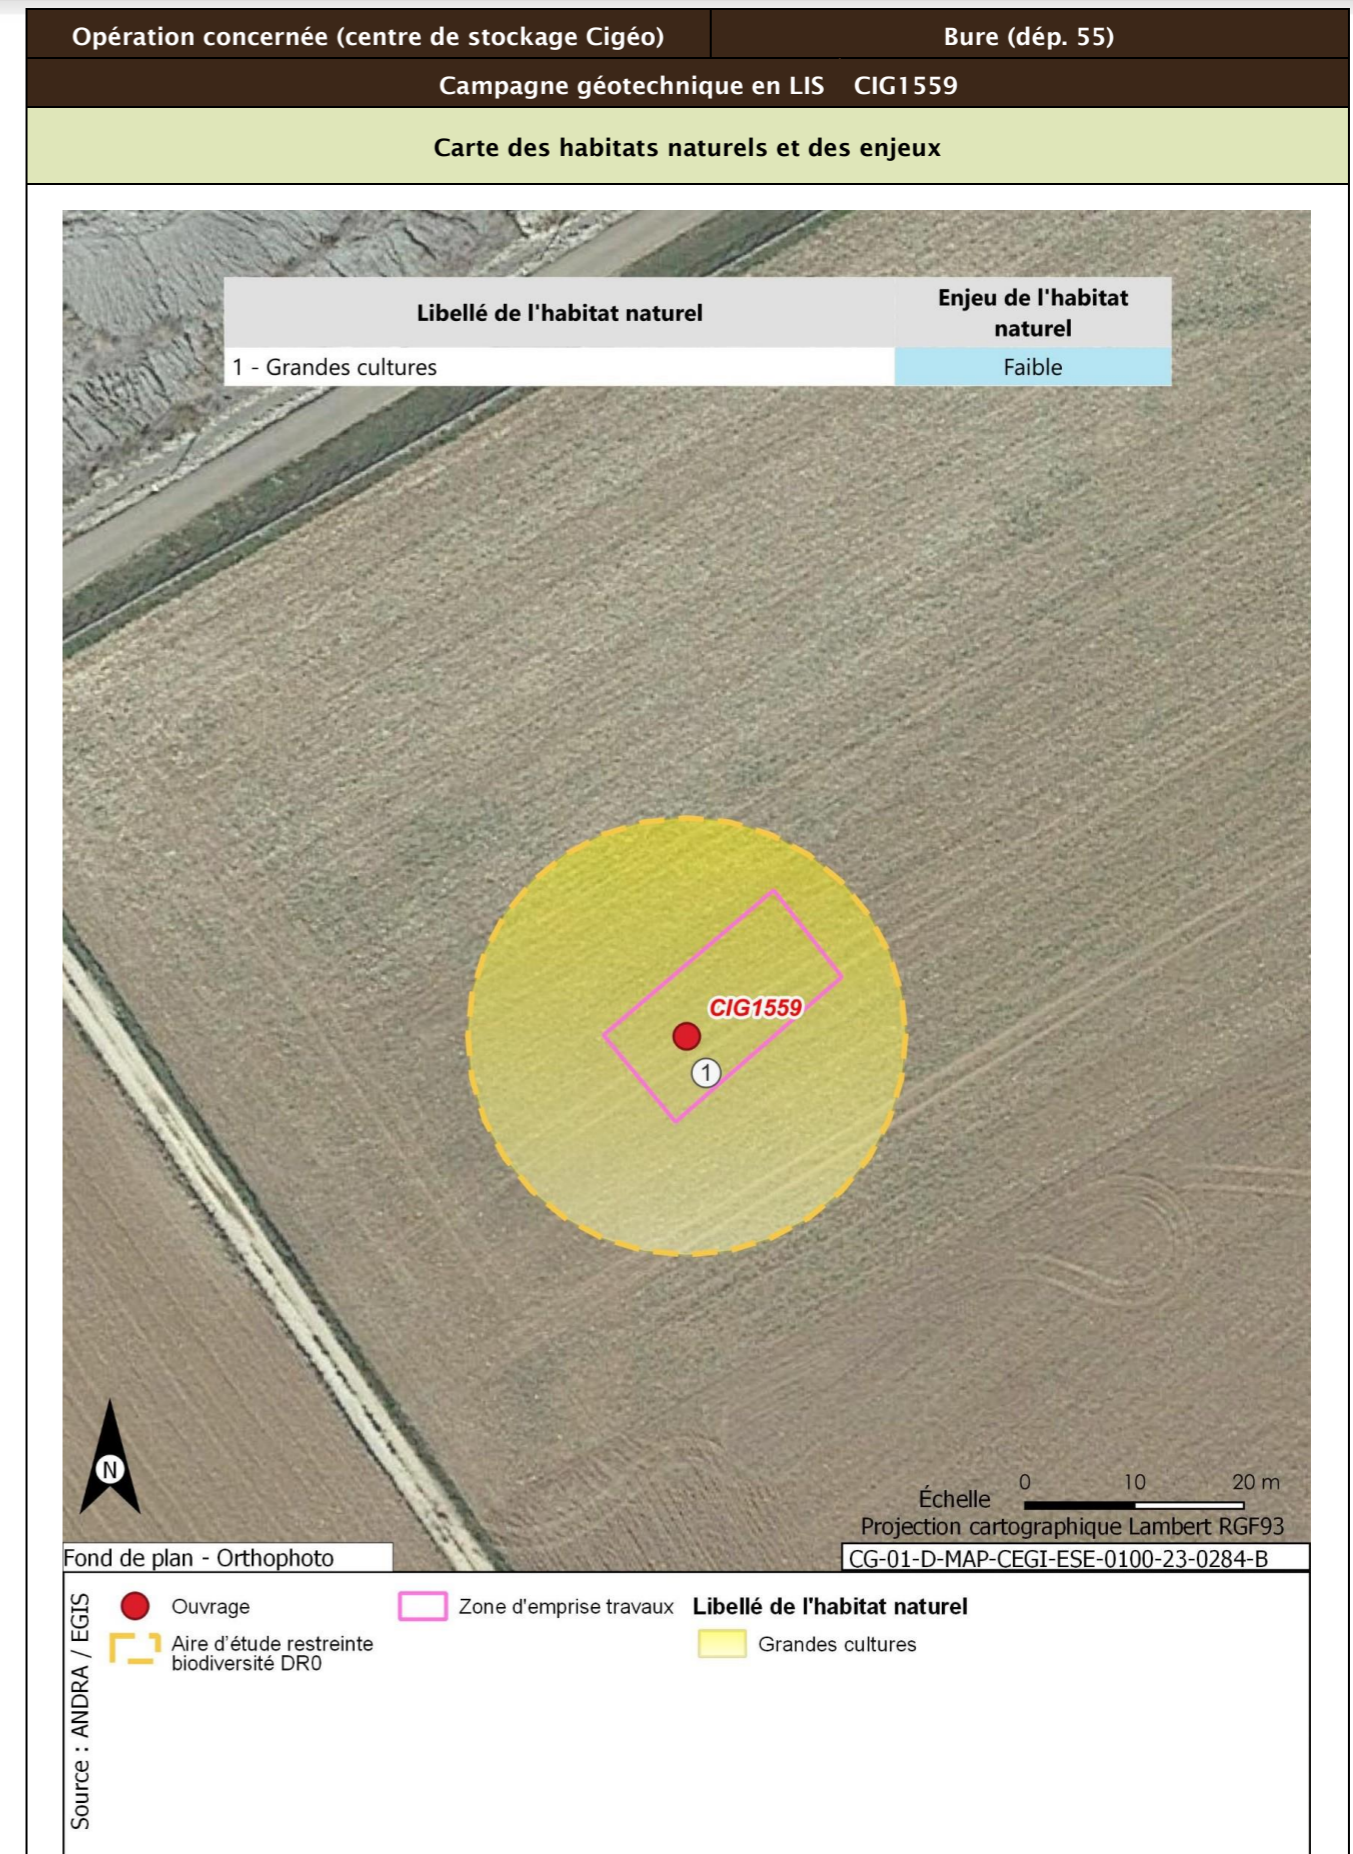 Opération concernée (centre de stockage Cigéo) Bure (dép. 55)
Campagne géotechnique en LIS CIG1559
Carte des habitats naturels et des enjeux
Libellé de l'habitat naturel
Enjeu de l'habitat
naturel
1 - Grandes cultures Faible
CIG1559
1
N
0 10 20 m
Échelle
Projection cartographique Lambert RGF93
Fond de plan - Orthophoto
CG-01-D-MAP-CEGI-ESE-0100-23-0284-B
Source : ANDRA / EGIS
Ouvrage
Aire d'étude restreinte
biodiversité DR0
Zone d'emprise travaux
Libellé de l'habitat naturel
Grandes cultures